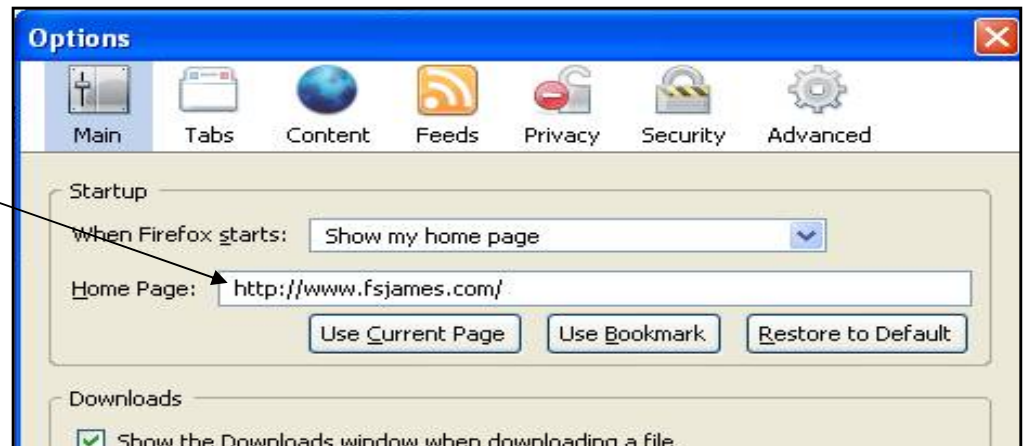 Options
Main Tabs Content Feeds Privacy Security Advanced
Startup
When Firefox starts: Show my home page
Home Page: http://www.fsjames.com/
Use Current Page Use Bookmark Restore to Default
Downloads
Show the Downloads window when downloading a file